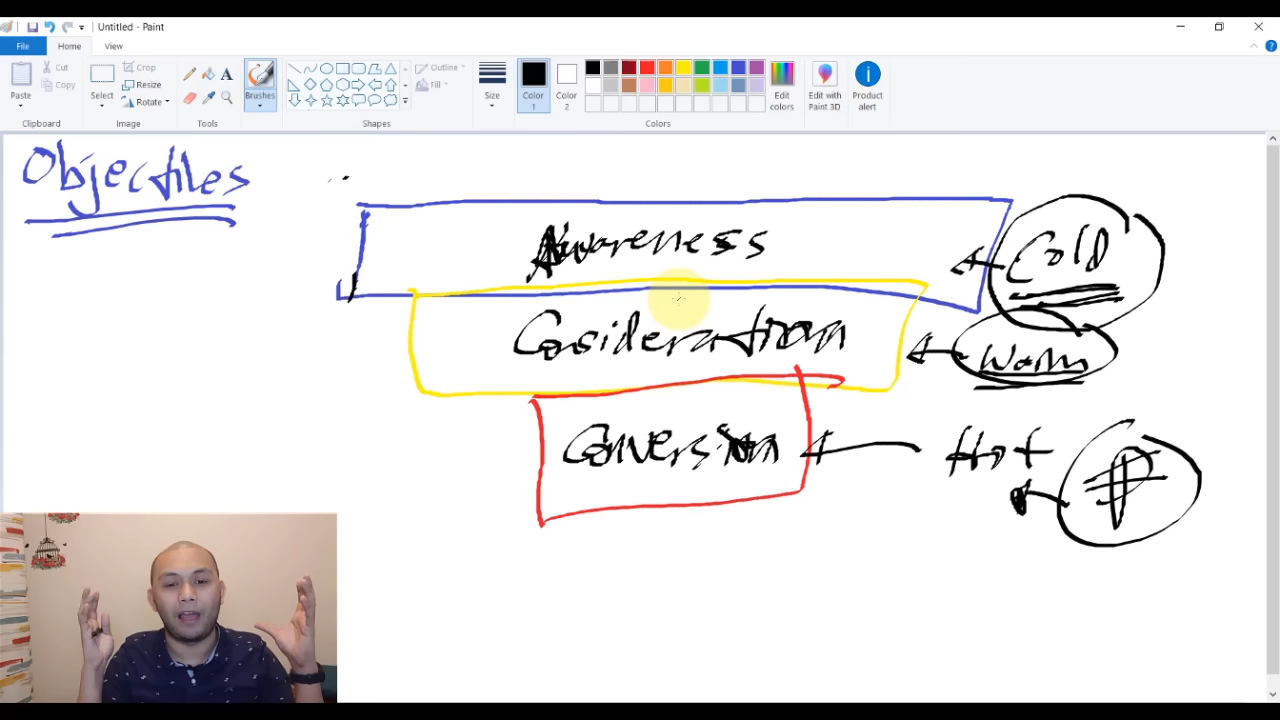 Untitled - Paint
File
Home
View
Paste
Cut
Copy
Clipboard
Select
Crop
Resize
Rotate
Image
A
Tools
Brushes
Shapes
Outline
Fill
Size
Color
1
Color
2
Edit
colors
Colors
Edit with
Paint 3D
Product
alert
Objectiles
Awareness
Cold
Consideration
Warm
Conversion
Hot
₱